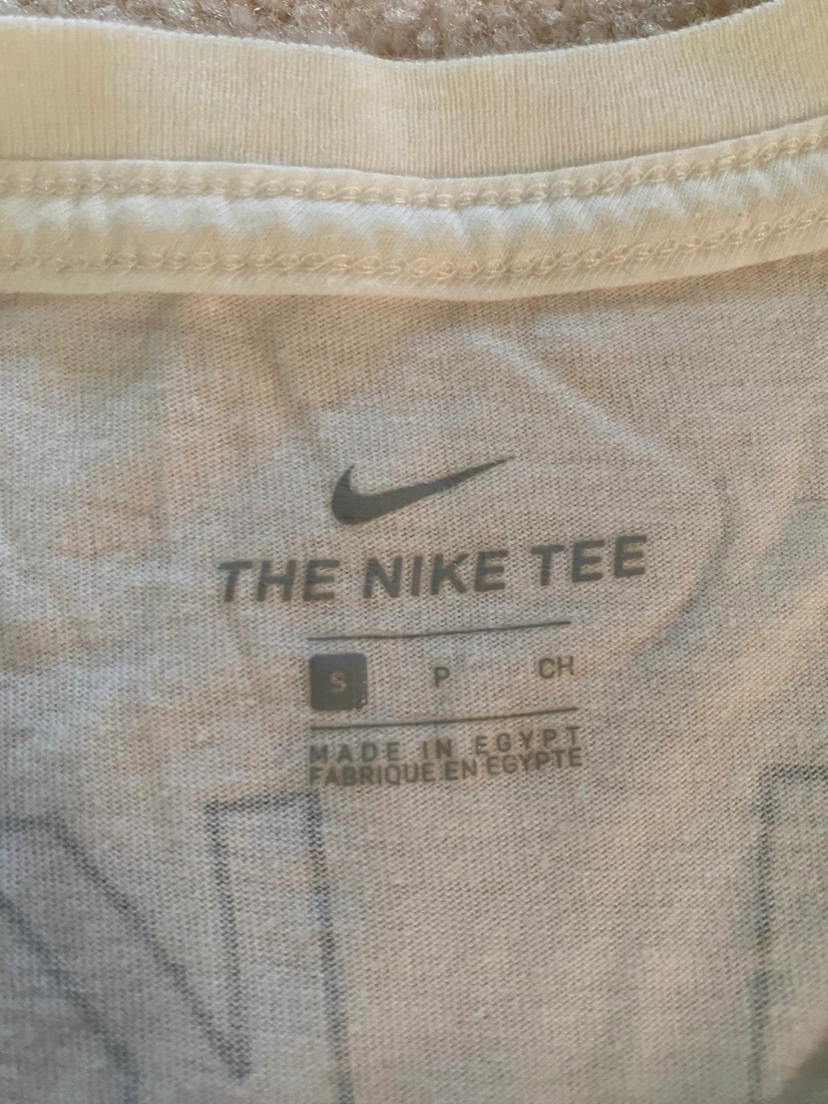 THE NIKE TEE
S P CH
MADE IN EGYPT
FABRIQUE EN EGYPTE